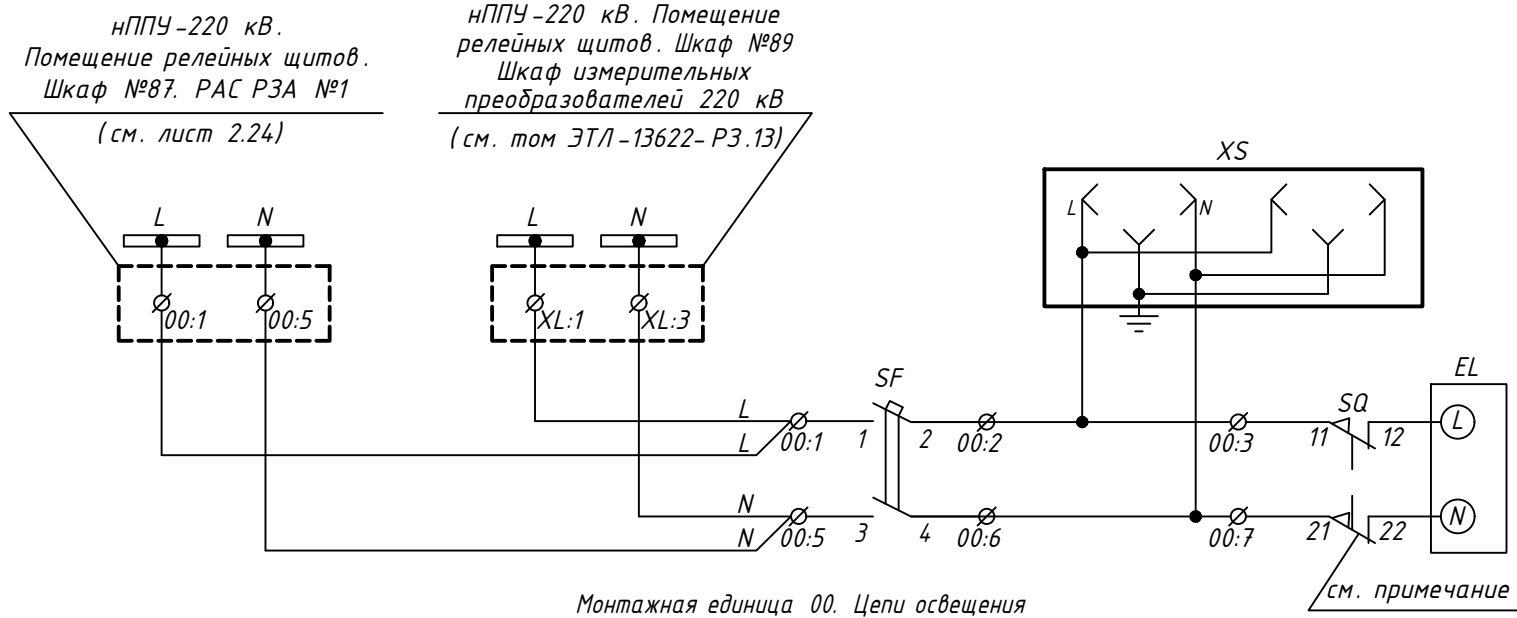 нППУ-220 кВ.
Помещение релейных щитов.
Шкаф №87. РАС РЗА №1
(см. лист 2.24)
нППУ-220 кВ. Помещение
релейных щитов. Шкаф №89
Шкаф измерительных
преобразователей 220 кВ
(см. том ЭТЛ-13622-РЗ.13)
XS
L N
L N L N
00:1 00:5 XL:1 XL:3
SF
EL
SQ
L
L
00:1 1 2 00:2 00:3 11 12 L
N
N
00:5 3 4 00:6 00:7 21 22 N
см. примечание
Монтажная единица 00. Цепи освещения